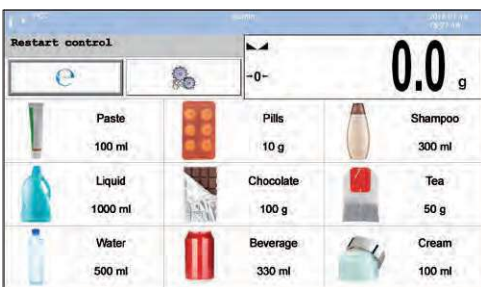 Restart control
e
-0-
0.0 g
Paste
100 ml
Pills
10 g
Shampoo
300 ml
Liquid
1000 ml
Chocolate
100 g
Tea
50 g
Water
500 ml
Beverage
330 ml
Cream
100 ml